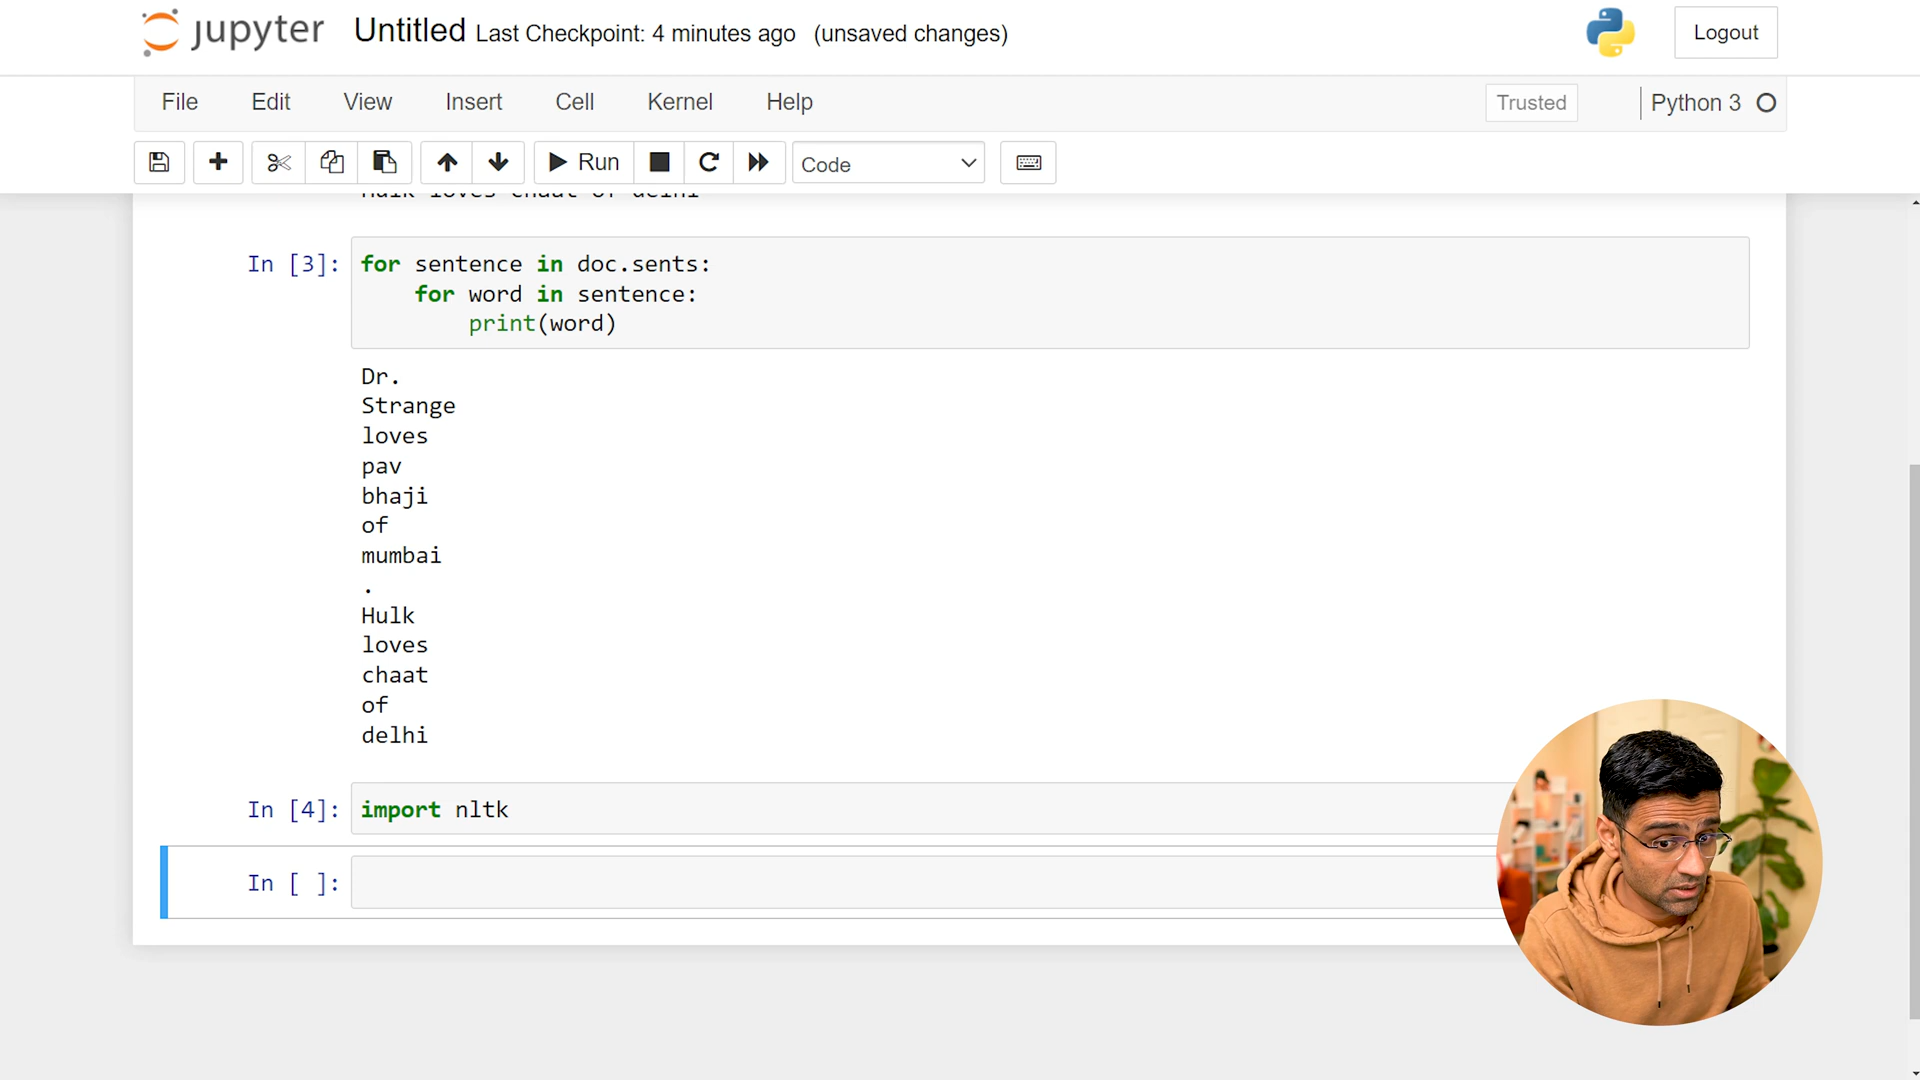 jupyter Untitled Last Checkpoint: 4 minutes ago (unsaved changes)
Logout
File Edit View Insert Cell Kernel Help
Trusted
Python 3
Run
Code
Hulk loves chaat of delhi
In [3]: for sentence in doc.sents:
for word in sentence:
print(word)
Dr.
Strange
loves
pav
bhaji
of
mumbai
.
Hulk
loves
chaat
of
delhi
In [4]: import nltk
In [ ]: